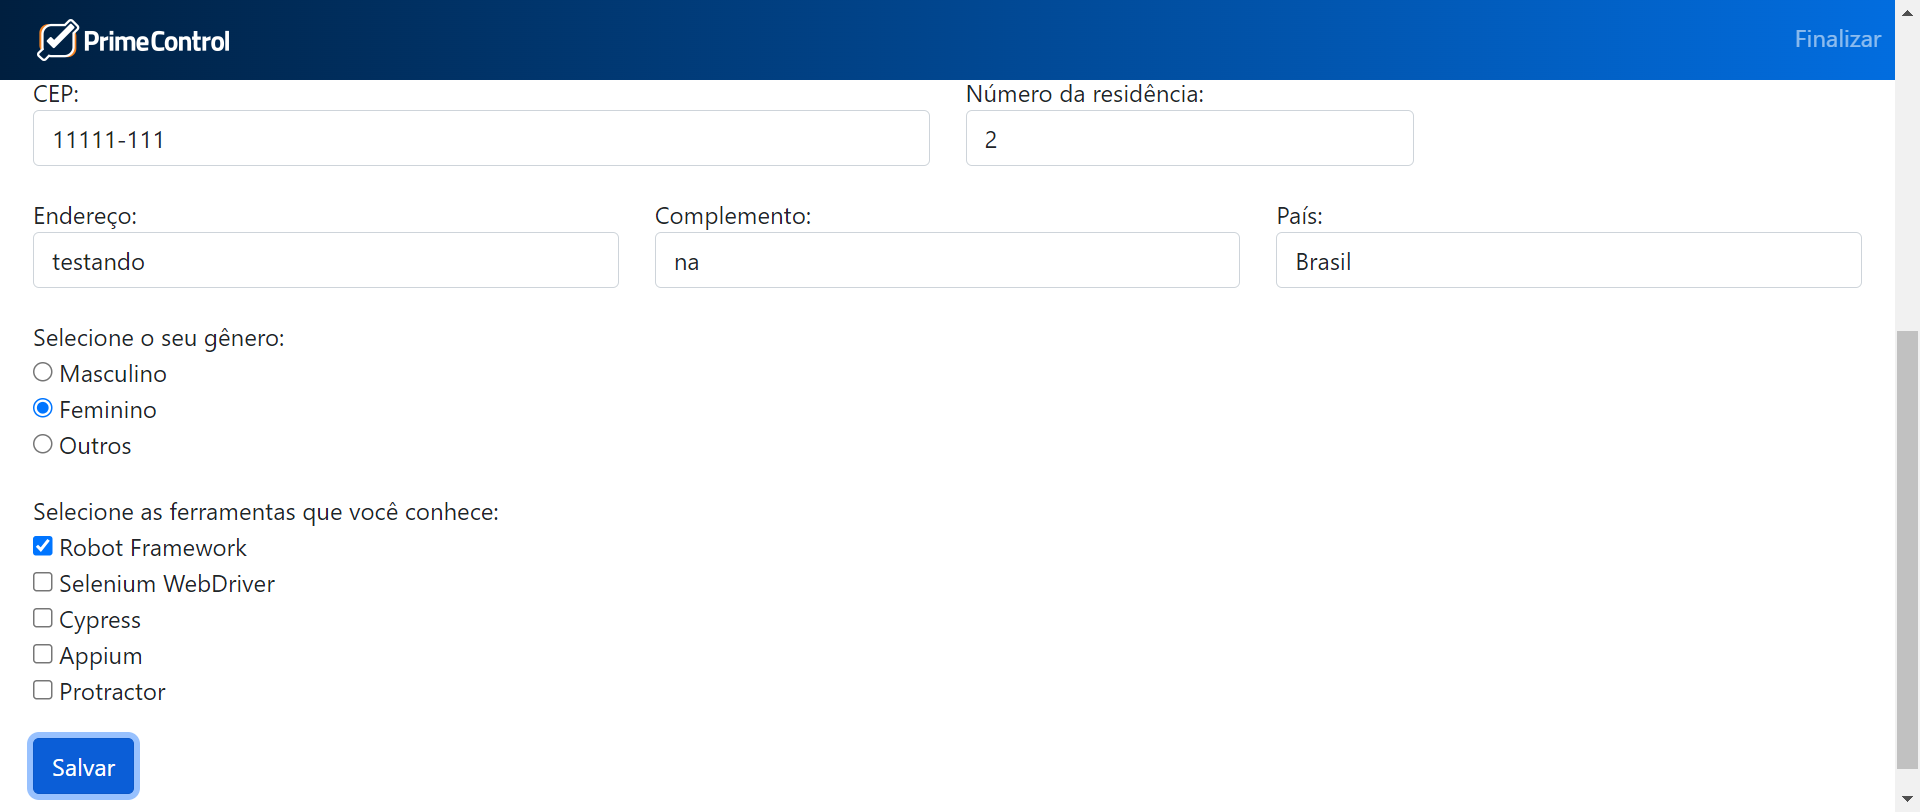 PrimeControl
Finalizar
CEP:
Número da residência:
11111-111
2
Endereço:
Complemento:
País:
testando
na
Brasil
Selecione o seu gênero:
Masculino
Feminino
Outros
Selecione as ferramentas que você conhece:
Robot Framework
Selenium WebDriver
Cypress
Appium
Protractor
Salvar